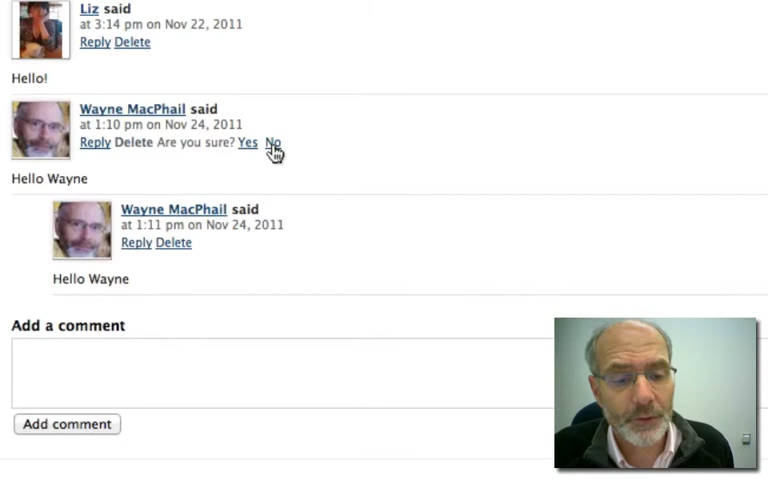 Liz said
at 3:14 pm on Nov 22, 2011
Reply Delete
Hello!
Wayne MacPhail said
at 1:10 pm on Nov 24, 2011
Reply Delete Are you sure? Yes No
Hello Wayne
Wayne MacPhail said
at 1:11 pm on Nov 24, 2011
Reply Delete
Hello Wayne
Add a comment
Add comment